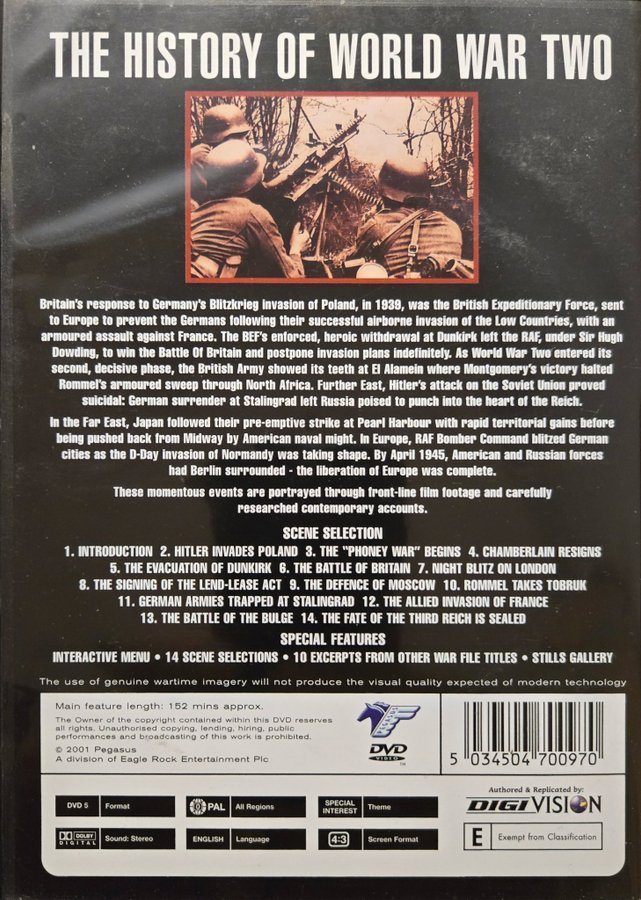 THE HISTORY OF WORLD WAR TWO
Britain's response to Germany's Blitzkrieg invasion of Poland, in 1939, was the British Expeditionary Force, sent
to Europe to prevent the Germans following their successful airborne invasion of the Low Countries, with an
armoured assault against France. The BEF's enforced, heroic withdrawal at Dunkirk left the RAF, under Sir Hugh
Dowding, to win the Battle Of Britain and postpone invasion plans indefinitely. As World War Two entered its
second, decisive phase, the British Army showed its teeth at El Alamein where Montgomery's victory halted
Rommel's armoured sweep through North Africa. Further East, Hitler's attack on the Soviet Union proved
suicidal: German surrender at Stalingrad left Russia poised to punch into the heart of the Reich.
In the Far East, Japan followed their pre-emptive strike at Pearl Harbour with rapid territorial gains before
being pushed back from Midway by American naval might. In Europe, RAF Bomber Command blitzed German
cities as the D-Day invasion of Normandy was taking shape. By April 1945, American and Russian forces
had Berlin surrounded - the liberation of Europe was complete.
These momentous events are portrayed through front-line film footage and carefully
researched contemporary accounts.
SCENE SELECTION
1. INTRODUCTION 2. HITLER INVADES POLAND 3. THE "PHONEY WAR" BEGINS 4. CHAMBERLAIN RESIGNS
5. THE EVACUATION OF DUNKIRK 6. THE BATTLE OF BRITAIN 7. NIGHT BLITZ ON LONDON
8. THE SIGNING OF THE LEND-LEASE ACT 9. THE DEFENCE OF MOSCOW 10. ROMMEL TAKES TOBRUK
11. GERMAN ARMIES TRAPPED AT STALINGRAD 12. THE ALLIED INVASION OF FRANCE
13. THE BATTLE OF THE BULGE 14. THE FATE OF THE THIRD REICH IS SEALED
SPECIAL FEATURES
INTERACTIVE MENU • 14 SCENE SELECTIONS • 10 EXCERPTS FROM OTHER WAR FILE TITLES • STILLS GALLERY
The use of genuine wartime imagery will not produce the visual quality expected of modern technology
Main feature length: 152 mins approx.
The Owner of the copyright contained within this DVD reserves
all rights. Unauthorised copying, lending, hiring, public
performances and broadcasting of this work is prohibited.
© 2001 Pegasus
A division of Eagle Rock Entertainment Plc
DVD
VIDEO
TM
5 034504 700970
DVD 5 Format
PAL All Regions
SPECIAL INTEREST Theme
Authored & Replicated by:
DIGIVISION
DOLBY DIGITAL Sound: Stereo
ENGLISH Language
4:3 Screen Format
E Exempt from Classification